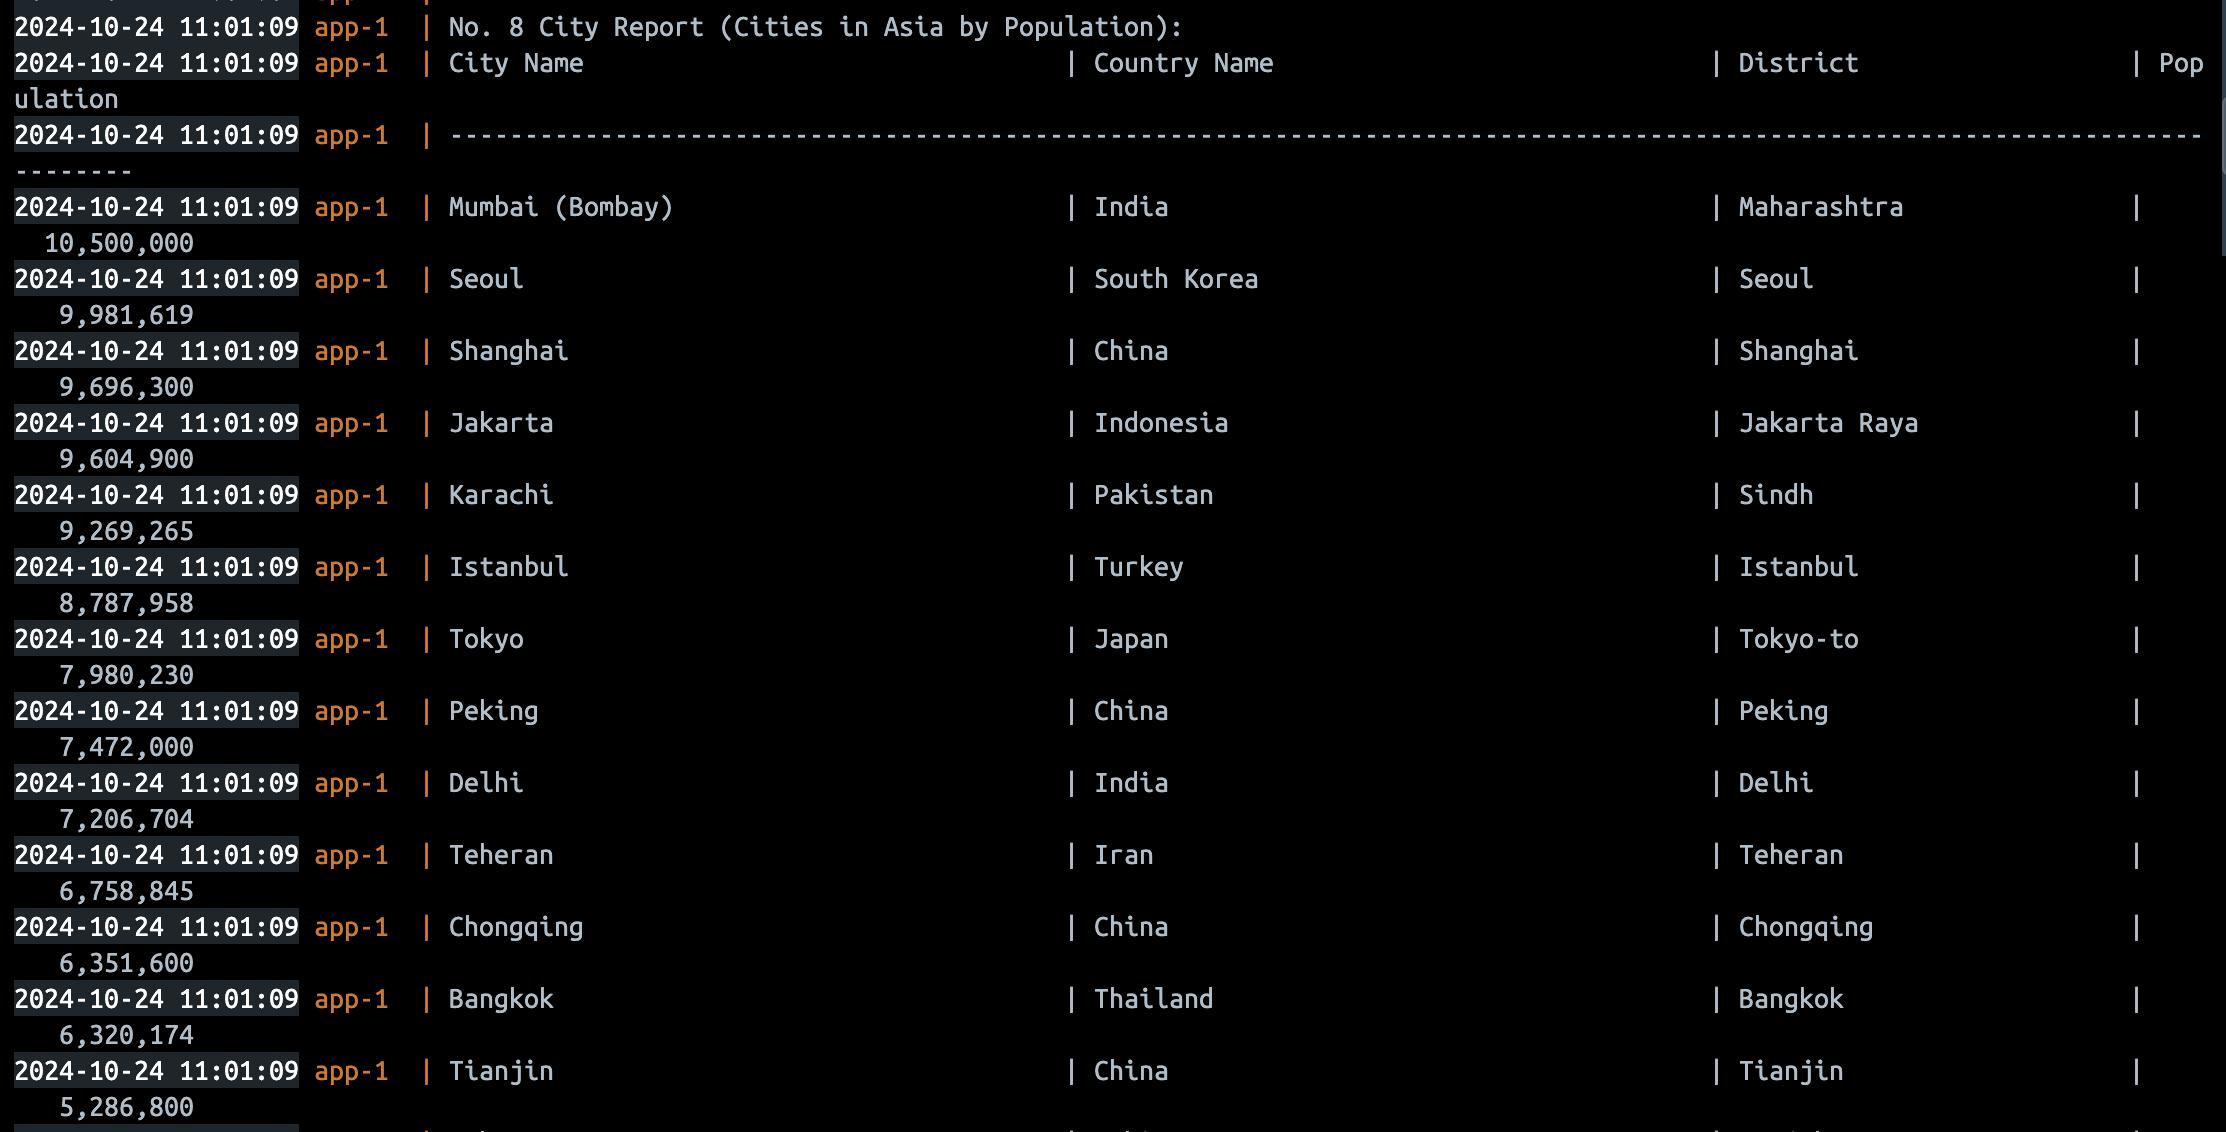 2024-10-24 11:01:09 app-1 | No. 8 City Report (Cities in Asia by Population):
2024-10-24 11:01:09 app-1 | City Name | Country Name | District | Pop
ulation
2024-10-24 11:01:09 app-1 | ---------------------------------------------------------------------------------------------------------------------
--------
2024-10-24 11:01:09 app-1 | Mumbai (Bombay) | India | Maharashtra |
10,500,000
2024-10-24 11:01:09 app-1 | Seoul | South Korea | Seoul |
9,981,619
2024-10-24 11:01:09 app-1 | Shanghai | China | Shanghai |
9,696,300
2024-10-24 11:01:09 app-1 | Jakarta | Indonesia | Jakarta Raya |
9,604,900
2024-10-24 11:01:09 app-1 | Karachi | Pakistan | Sindh |
9,269,265
2024-10-24 11:01:09 app-1 | Istanbul | Turkey | Istanbul |
8,787,958
2024-10-24 11:01:09 app-1 | Tokyo | Japan | Tokyo-to |
7,980,230
2024-10-24 11:01:09 app-1 | Peking | China | Peking |
7,472,000
2024-10-24 11:01:09 app-1 | Delhi | India | Delhi |
7,206,704
2024-10-24 11:01:09 app-1 | Teheran | Iran | Teheran |
6,758,845
2024-10-24 11:01:09 app-1 | Chongqing | China | Chongqing |
6,351,600
2024-10-24 11:01:09 app-1 | Bangkok | Thailand | Bangkok |
6,320,174
2024-10-24 11:01:09 app-1 | Tianjin | China | Tianjin |
5,286,800